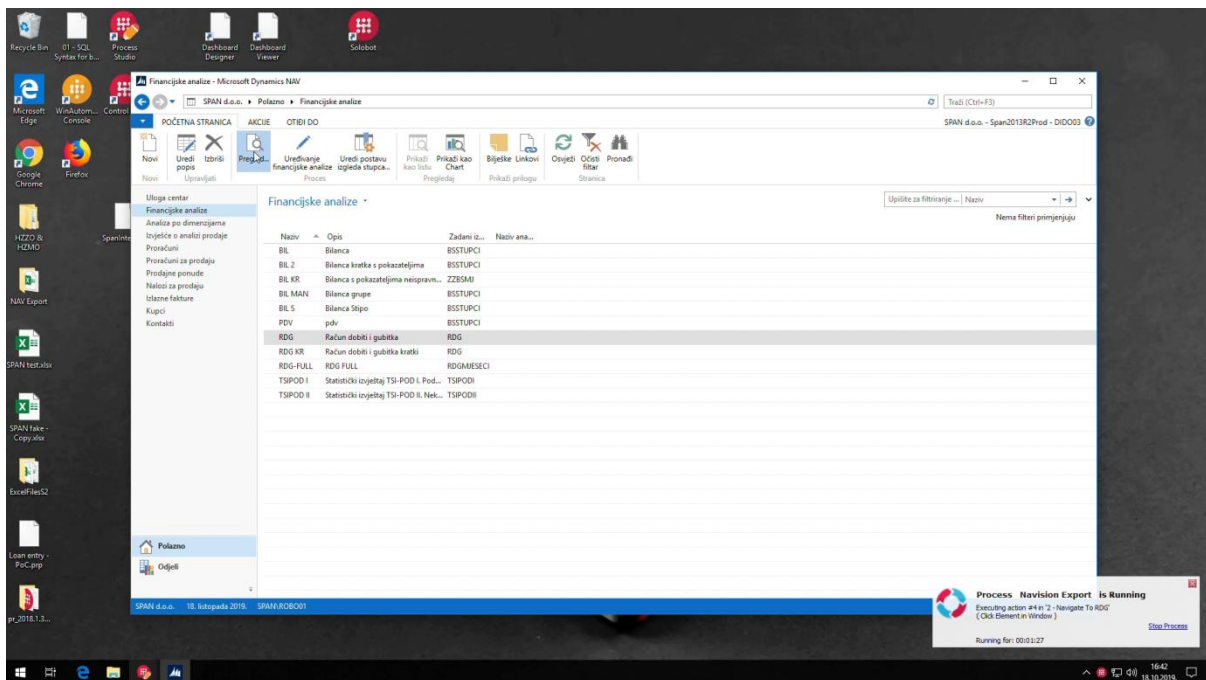 Recycle Bin
01 - SQL
Syntax for b...
Process
Studio
Dashboard
Designer
Dashboard
Viewer
Solobot
Microsoft
Edge
WinAutom...
Console
Control
Google
Chrome
Firefox
HZZO &
HZMO
SpanInte
NAV Export
SPAN test.xlsx
SPAN fake -
Copy.xlsx
ExcelFilesS2
Loan entry -
PoC.prp
pr_2018.1.3...
Financijske analize - Microsoft Dynamics NAV
SPAN d.o.o. Polazno Financijske analize
Traži (Ctrl+F3)
POČETNA STRANICA AKCIJE OTIĐI DO
SPAN d.o.o. - Span2013R2Prod - DIDO03
Novi
Uredi
popis
Izbriši
Pregled...
Uređivanje
financijske analize
Uredi postavu
izgleda stupca...
Prikaži
kao listu
Prikaži kao
Chart
Bilješke
Linkovi
Osvježi
Očisti
filtar
Pronađi
Novi Upravljati Proces Pregledaj Prikaži prilogu Stranica
Uloga centar
Financijske analize
Analiza po dimenzijama
Izvješće o analizi prodaje
Proračuni
Proračuni za prodaju
Prodajne ponude
Nalozi za prodaju
Izlazne fakture
Kupci
Kontakti
Polazno
Odjeli
Financijske analize
Upišite za filtriranje ... Naziv
Nema filteri primjenjuju
Naziv Opis Zadani iz... Naziv ana...
BIL Bilanca BSSTUPCI
BIL 2 Bilanca kratka s pokazateljima BSSTUPCI
BIL KR Bilanca s pokazateljima neispravn... ZZBSMJ
BIL MAN Bilanca grupe BSSTUPCI
BIL S Bilanca Stipo BSSTUPCI
PDV pdv BSSTUPCI
RDG Račun dobiti i gubitka RDG
RDG KR Račun dobiti i gubitka kratki RDG
RDG-FULL RDG FULL RDGMJESECI
TSIPOD I Statistički izvještaj TSI-POD I. Pod... TSIPODI
TSIPOD II Statistički izvještaj TSI-POD II. Nek... TSIPODII
SPAN d.o.o. 18. listopada 2019. SPAN\ROBO01
Process Navision Export is Running
Executing action #4 in '2 - Navigate To RDG'
( Click Element in Window )
Stop Process
Running for: 00:01:27
16:42
18.10.2019.